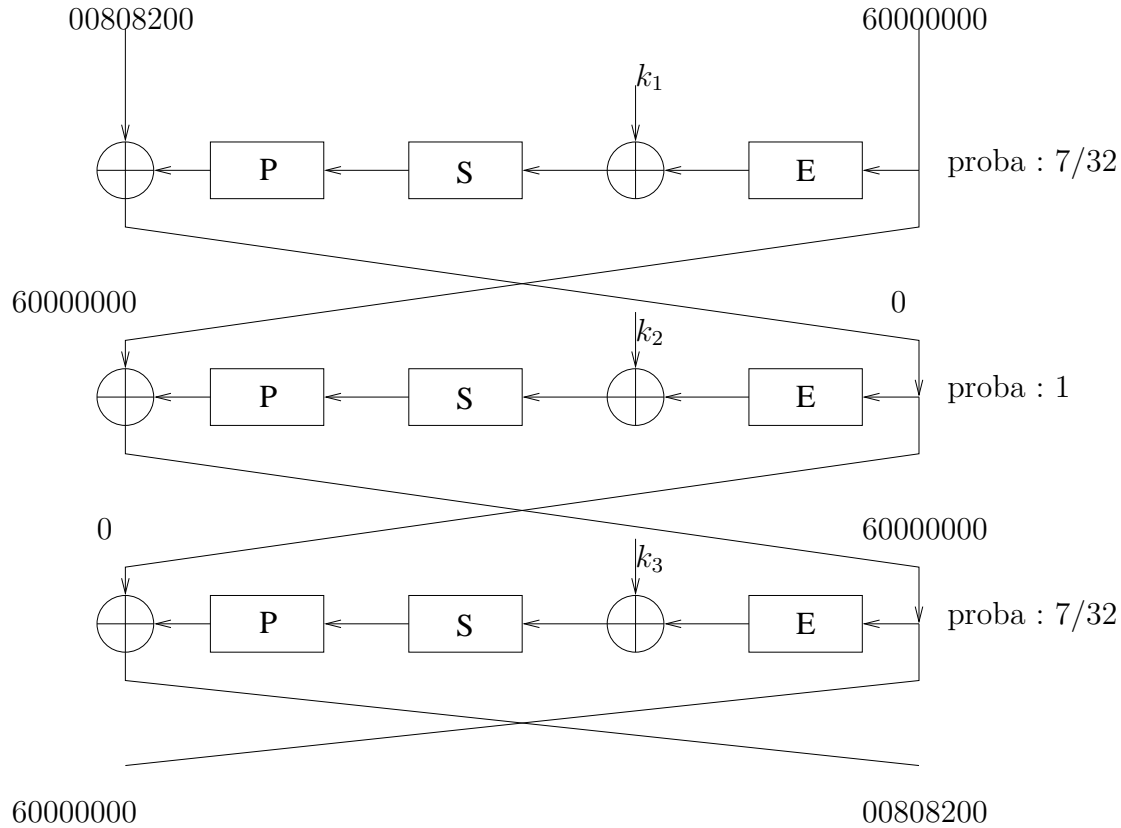 00808200 60000000
k1
P S E proba : 7/32
60000000 0
k2
P S E proba : 1
0 60000000
k3
P S E proba : 7/32
60000000 00808200